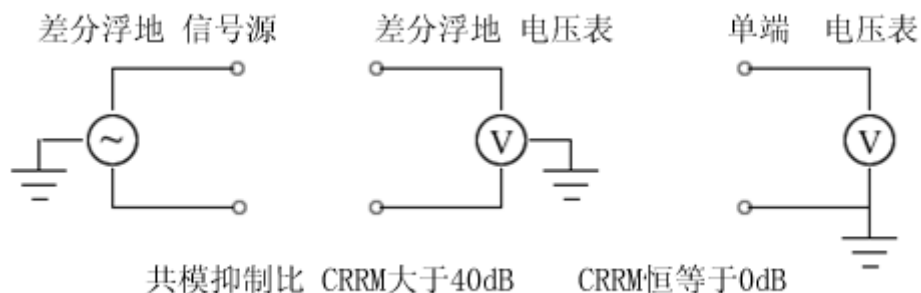 差分浮地 信号源 差分浮地 电压表 单端 电压表
~ V V
共模抑制比 CRRM大于40dB CRRM恒等于0dB